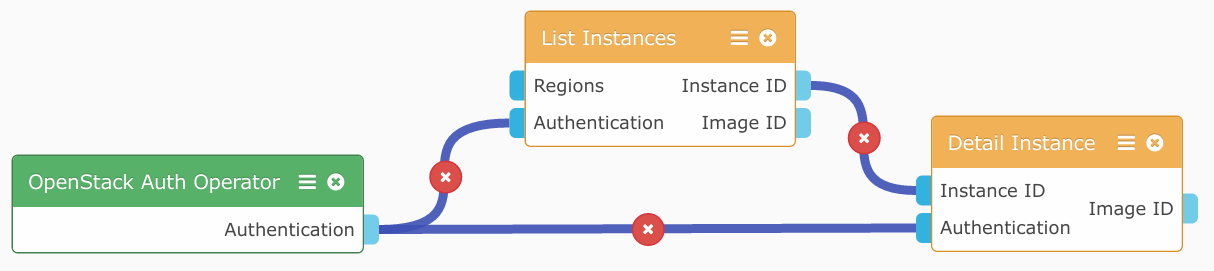 List Instances
Regions Instance ID
Authentication Image ID
OpenStack Auth Operator
Authentication
Detail Instance
Instance ID
Image ID
Authentication